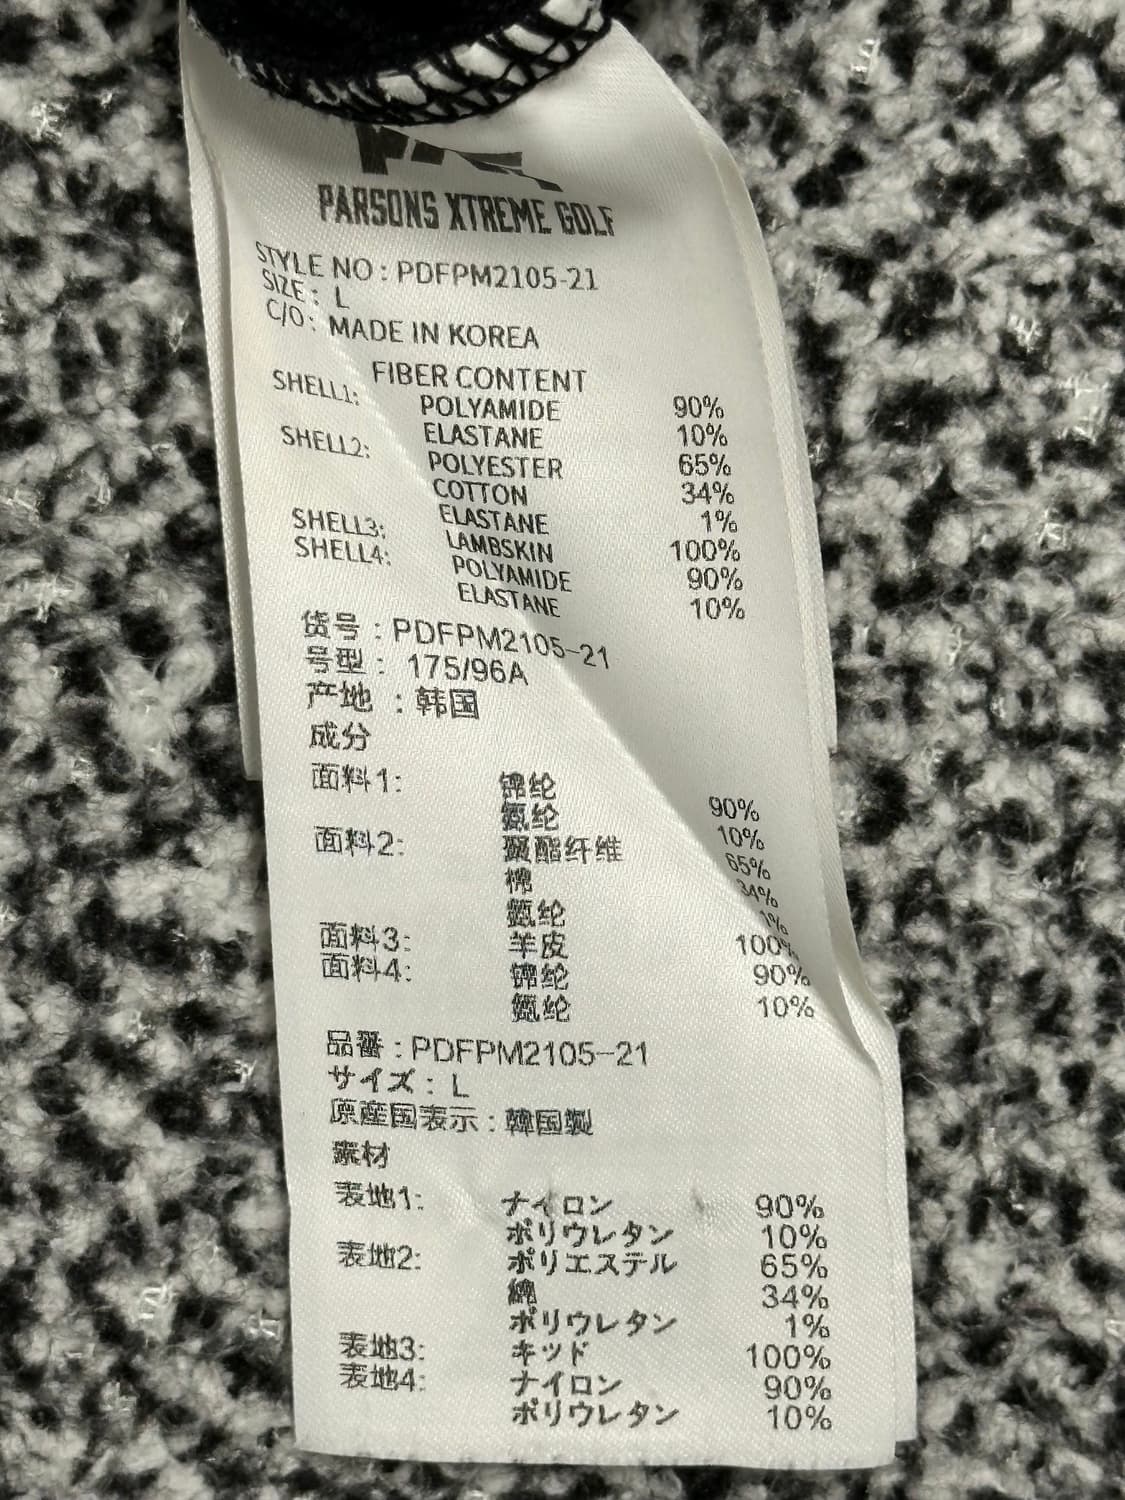 PARSONS XTREME GOLF
STYLE NO : PDFPM2105-21
SIZE : L
C/O : MADE IN KOREA
FIBER CONTENT
SHELL1: POLYAMIDE 90%
ELASTANE 10%
SHELL2: POLYESTER 65%
COTTON 34%
ELASTANE 1%
SHELL3: LAMBSKIN 100%
SHELL4: POLYAMIDE 90%
ELASTANE 10%
货号 : PDFPM2105-21
号型 : 175/96A
产地 : 韩国
成分
面料1: 锦纶 90%
氨纶 10%
面料2: 聚酯纤维 65%
棉 34%
氨纶 1%
面料3: 羊皮 100%
面料4: 锦纶 90%
氨纶 10%
品番 : PDFPM2105-21
サイズ : L
原産国表示 : 韓国製
素材
表地1: ナイロン 90%
ポリウレタン 10%
表地2: ポリエステル 65%
綿 34%
ポリウレタン 1%
表地3: キッド 100%
表地4: ナイロン 90%
ポリウレタン 10%